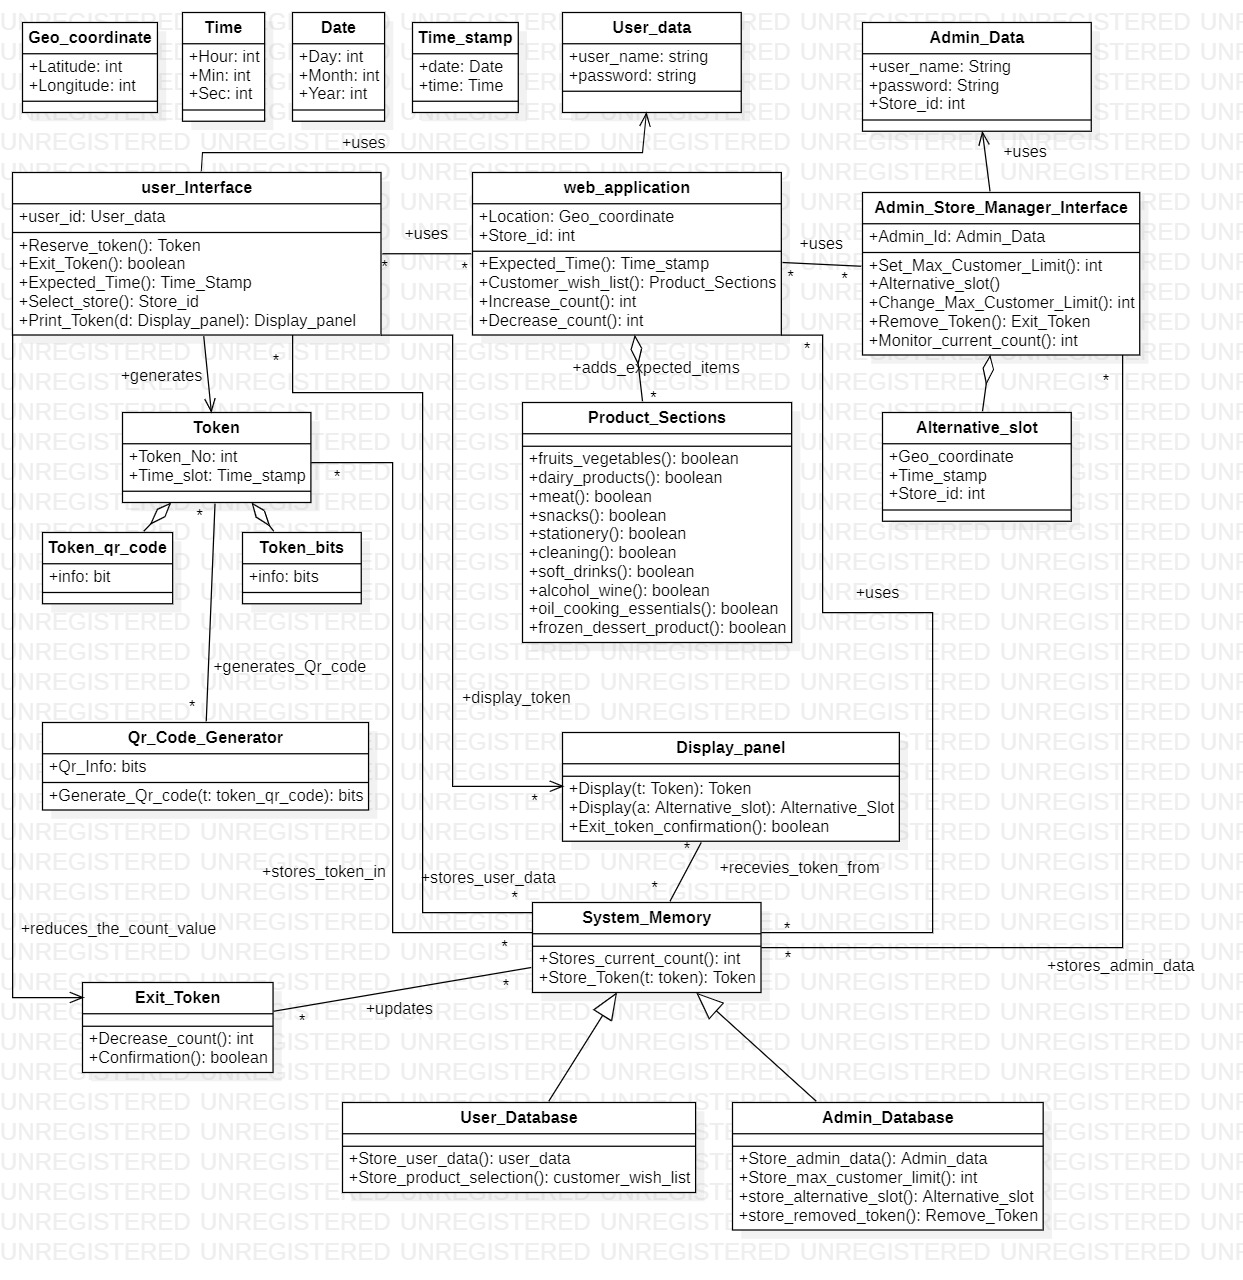 Geo_coordinate
+Latitude: int
+Longitude: int
Time
+Hour: int
+Min: int
+Sec: int
Date
+Day: int
+Month: int
+Year: int
Time_stamp
+date: Date
+time: Time
User_data
+user_name: string
+password: string
Admin_Data
+user_name: String
+password: String
+Store_id: int
+uses
+uses
user_Interface
+user_id: User_data
+Reserve_token(): Token
+Exit_Token(): boolean
+Expected_Time(): Time_Stamp
+Select_store(): Store_id
+Print_Token(d: Display_panel): Display_panel
+uses
*
*
web_application
+Location: Geo_coordinate
+Store_id: int
+Expected_Time(): Time_stamp
+Customer_wish_list(): Product_Sections
+Increase_count(): int
+Decrease_count(): int
+uses
*
*
Admin_Store_Manager_Interface
+Admin_Id: Admin_Data
+Set_Max_Customer_Limit(): int
+Alternative_slot()
+Change_Max_Customer_Limit(): int
+Remove_Token(): Exit_Token
+Monitor_current_count(): int
*
*
*
+generates
+adds_expected_items
*
Token
+Token_No: int
+Time_slot: Time_stamp
*
*
Product_Sections
+fruits_vegetables(): boolean
+dairy_products(): boolean
+meat(): boolean
+snacks(): boolean
+stationery(): boolean
+cleaning(): boolean
+soft_drinks(): boolean
+alcohol_wine(): boolean
+oil_cooking_essentials(): boolean
+frozen_dessert_product(): boolean
Alternative_slot
+Geo_coordinate
+Time_stamp
+Store_id: int
Token_qr_code
+info: bit
Token_bits
+info: bits
+uses
+generates_Qr_code
*
+display_token
Qr_Code_Generator
+Qr_Info: bits
+Generate_Qr_code(t: token_qr_code): bits
Display_panel
+Display(t: Token): Token
+Display(a: Alternative_slot): Alternative_Slot
+Exit_token_confirmation(): boolean
*
*
+stores_token_in
+stores_user_data
+recevies_token_from
*
*
+reduces_the_count_value
System_Memory
+Stores_current_count(): int
+Store_Token(t: token): Token
*
*
*
*
+stores_admin_data
Exit_Token
+Decrease_count(): int
+Confirmation(): boolean
*
+updates
User_Database
+Store_user_data(): user_data
+Store_product_selection(): customer_wish_list
Admin_Database
+Store_admin_data(): Admin_data
+Store_max_customer_limit(): int
+store_alternative_slot(): Alternative_slot
+store_removed_token(): Remove_Token